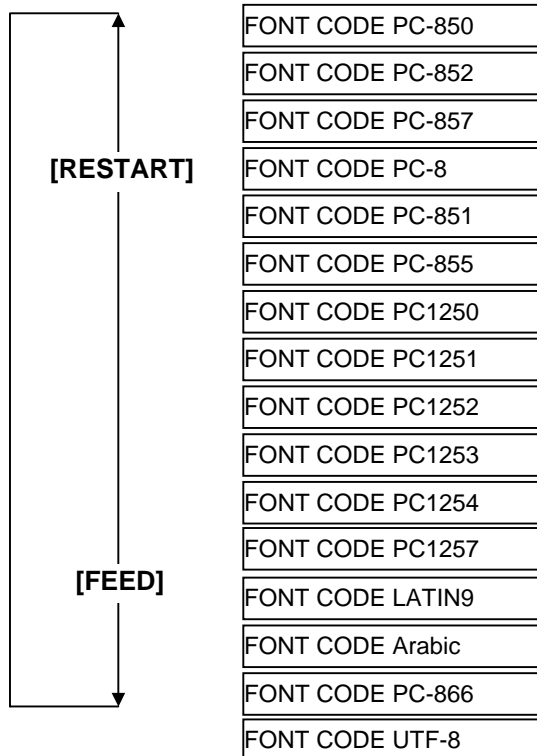 FONT CODE PC-850
FONT CODE PC-852
FONT CODE PC-857
[RESTART]
FONT CODE PC-8
FONT CODE PC-851
FONT CODE PC-855
FONT CODE PC1250
FONT CODE PC1251
FONT CODE PC1252
FONT CODE PC1253
FONT CODE PC1254
FONT CODE PC1257
[FEED]
FONT CODE LATIN9
FONT CODE Arabic
FONT CODE PC-866
FONT CODE UTF-8